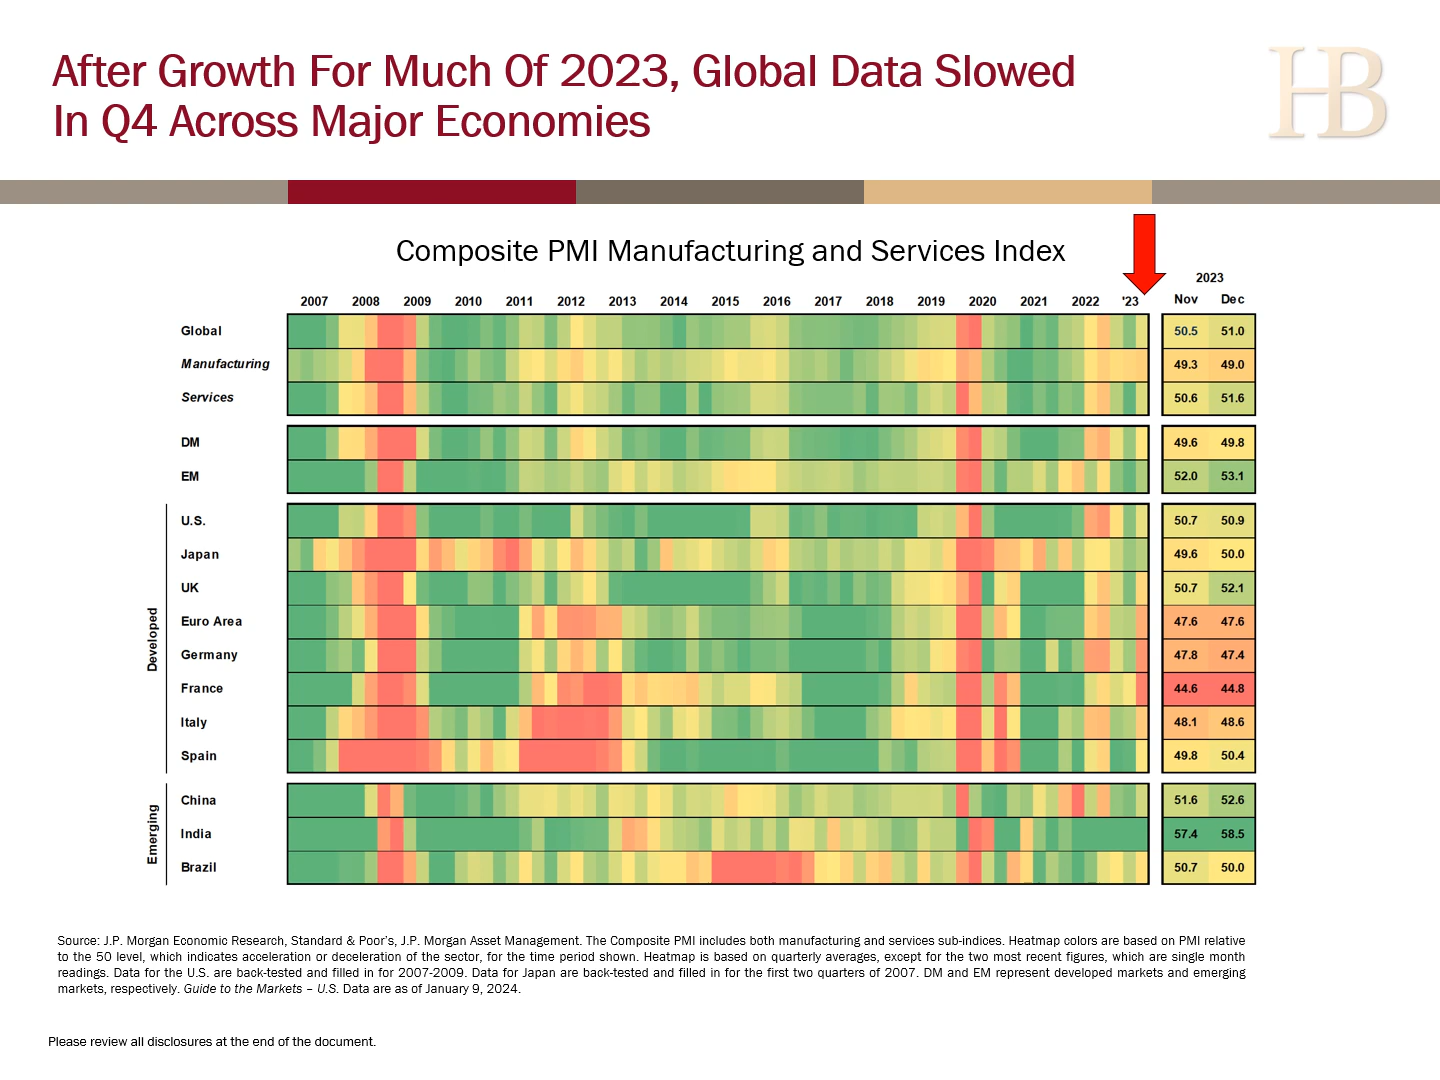 After Growth For Much Of 2023, Global Data Slowed
In Q4 Across Major Economies
HB
Composite PMI Manufacturing and Services Index
2023
2007 2008 2009 2010 2011 2012 2013 2014 2015 2016 2017 2018 2019 2020 2021 2022 '23 Nov Dec
Global 50.5 51.0
Manufacturing 49.3 49.0
Services 50.6 51.6
DM 49.6 49.8
EM 52.0 53.1
Developed
U.S. 50.7 50.9
Japan 49.6 50.0
UK 50.7 52.1
Euro Area 47.6 47.6
Germany 47.8 47.4
France 44.6 44.8
Italy 48.1 48.6
Spain 49.8 50.4
Emerging
China 51.6 52.6
India 57.4 58.5
Brazil 50.7 50.0
Source: J.P. Morgan Economic Research, Standard & Poor's, J.P. Morgan Asset Management. The Composite PMI includes both manufacturing and services sub-indices. Heatmap colors are based on PMI relative
to the 50 level, which indicates acceleration or deceleration of the sector, for the time period shown. Heatmap is based on quarterly averages, except for the two most recent figures, which are single month
readings. Data for the U.S. are back-tested and filled in for 2007-2009. Data for Japan are back-tested and filled in for the first two quarters of 2007. DM and EM represent developed markets and emerging
markets, respectively. Guide to the Markets – U.S. Data are as of January 9, 2024.
Please review all disclosures at the end of the document.